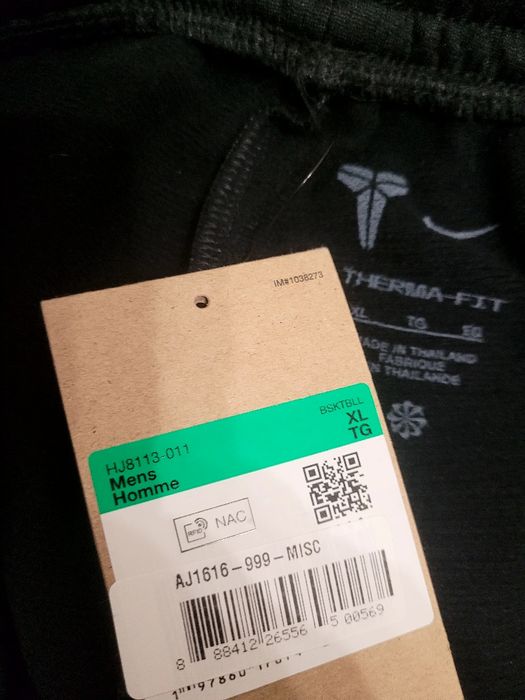 THERMA-FIT
XL TG EG
MADE IN THAILAND
FABRIQUE
EN THAILANDE
IM#1038273
BSKTBLL
HJ8113-011
XL
Mens
TG
Homme
RFID
NAC
AJ1616-999-MISC
8 88412 26556 5 00569